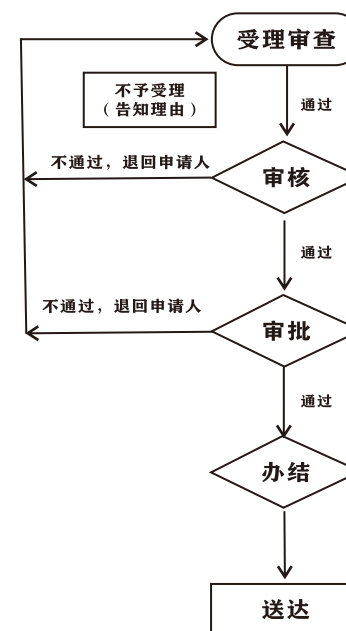 受理审查
不予受理
（告知理由）
通过
不通过，退回申请人
审核
通过
不通过，退回申请人
审批
通过
办结
送达